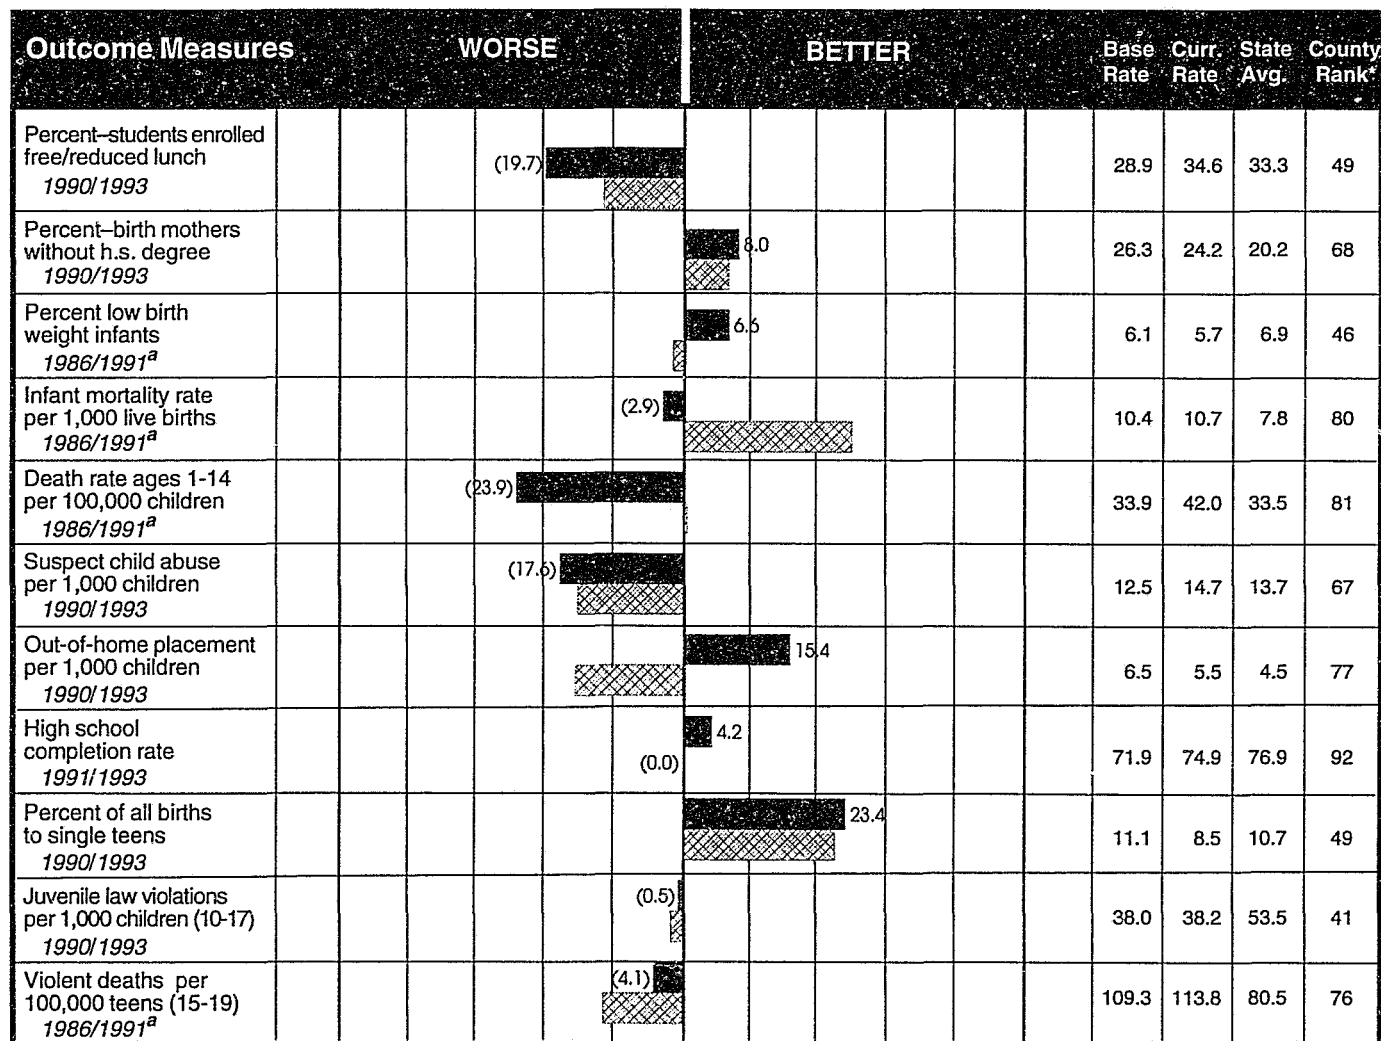 Outcome Measures WORSE BETTER Base Rate Curr. Rate State Avg. County Rank*
Percent–students enrolled
free/reduced lunch
1990/1993
(19.7) 28.9 34.6 33.3 49
Percent–birth mothers
without h.s. degree
1990/1993
8.0 26.3 24.2 20.2 68
Percent low birth
weight infants
1986/1991a
6.6 6.1 5.7 6.9 46
Infant mortality rate
per 1,000 live births
1986/1991a
(2.9) 10.4 10.7 7.8 80
Death rate ages 1-14
per 100,000 children
1986/1991a
(23.9) 33.9 42.0 33.5 81
Suspect child abuse
per 1,000 children
1990/1993
(17.6) 12.5 14.7 13.7 67
Out-of-home placement
per 1,000 children
1990/1993
15.4 6.5 5.5 4.5 77
High school
completion rate
1991/1993
4.2
(0.0) 71.9 74.9 76.9 92
Percent of all births
to single teens
1990/1993
23.4 11.1 8.5 10.7 49
Juvenile law violations
per 1,000 children (10-17)
1990/1993
(0.5) 38.0 38.2 53.5 41
Violent deaths per
100,000 teens (15-19)
1986/1991a
(4.1) 109.3 113.8 80.5 76